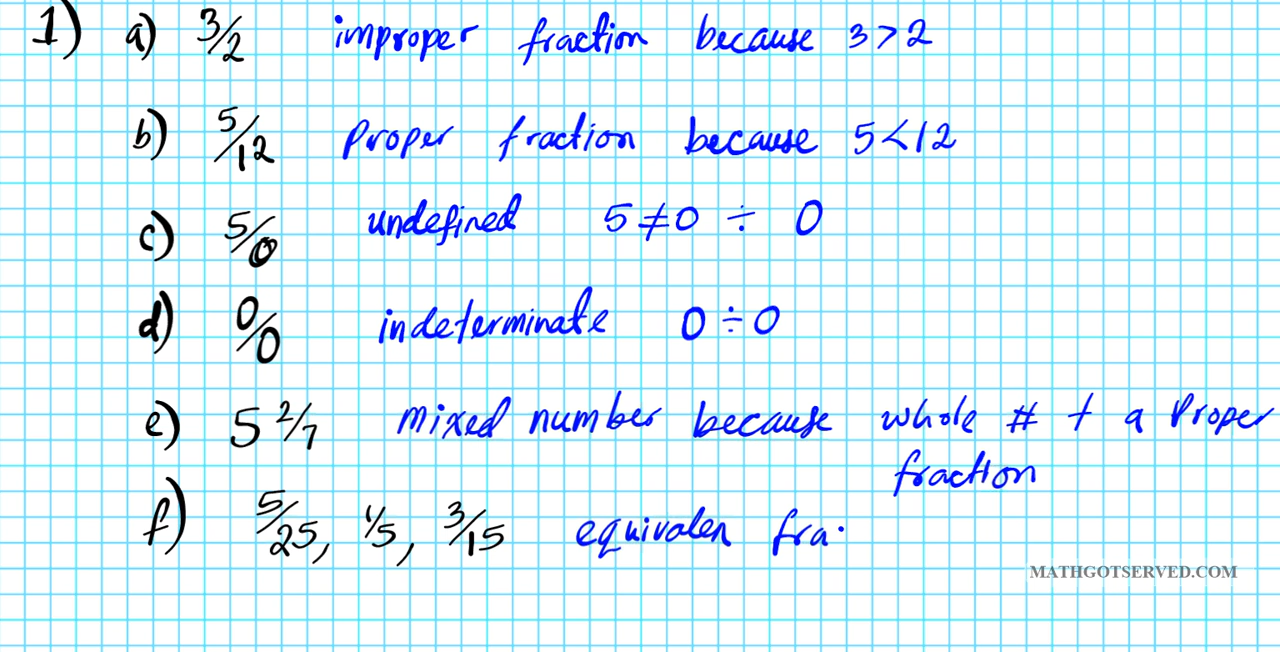 1) a) 3/2 improper fraction because 3 > 2
b) 5/12 Proper fraction because 5 < 12
c) 5/0 undefined 5 ≠ 0 ÷ 0
d) 0/0 indeterminate 0 ÷ 0
e) 5 2/7 mixed number because whole # + a Proper
fraction
f) 5/25, 1/5, 3/15 equivalen fra
MATHGOTSERVED.COM